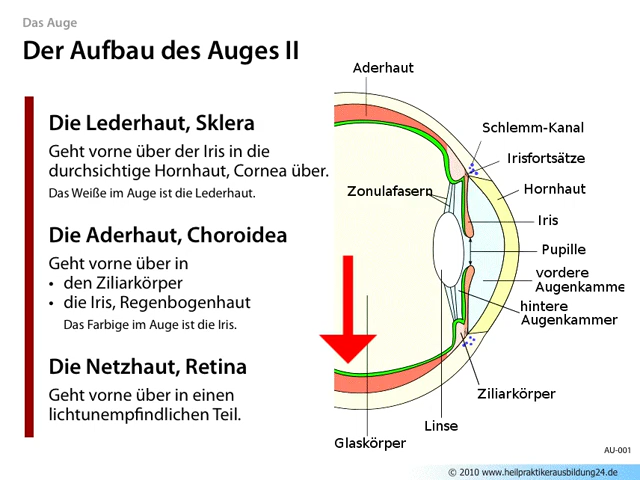 Das Auge
Der Aufbau des Auges II
Die Lederhaut, Sklera
Geht vorne über der Iris in die
durchsichtige Hornhaut, Cornea über.
Das Weiße im Auge ist die Lederhaut.
Die Aderhaut, Choroidea
Geht vorne über in
• den Ziliarkörper
• die Iris, Regenbogenhaut
Das Farbige im Auge ist die Iris.
Die Netzhaut, Retina
Geht vorne über in einen
lichtunempfindlichen Teil.
Aderhaut
Schlemm-Kanal
Irisfortsätze
Zonulafasern
Hornhaut
Iris
Pupille
vordere
Augenkamme
hintere
Augenkammer
Ziliarkörper
Linse
Glaskörper
AU-001
© 2010 www.heilpraktikerausbildung24.de